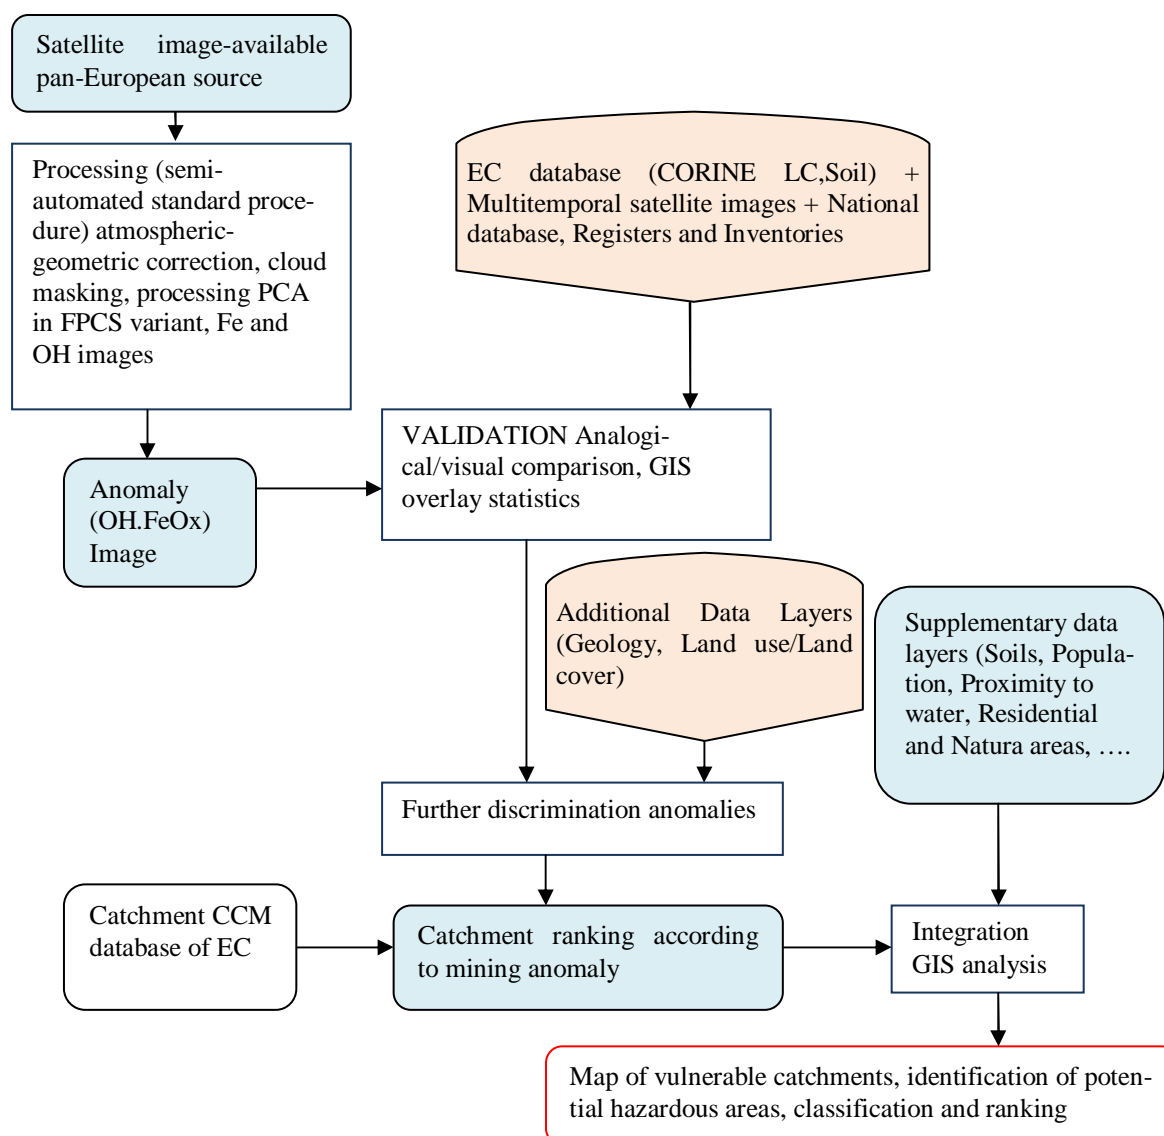 Satellite image-available
pan-European source
Processing (semi-
automated standard proce-
dure) atmospheric-
geometric correction, cloud
masking, processing PCA
in FPCS variant, Fe and
OH images
EC database (CORINE LC,Soil) +
Multitemporal satellite images + National
database, Registers and Inventories
Anomaly
(OH.FeOx)
Image
VALIDATION Analogi-
cal/visual comparison, GIS
overlay statistics
Additional Data Layers
(Geology, Land use/Land
cover)
Supplementary data
layers (Soils, Popula-
tion, Proximity to
water, Residential
and Natura areas, ….
Further discrimination anomalies
Catchment CCM
database of EC
Catchment ranking according
to mining anomaly
Integration
GIS analysis
Map of vulnerable catchments, identification of poten-
tial hazardous areas, classification and ranking